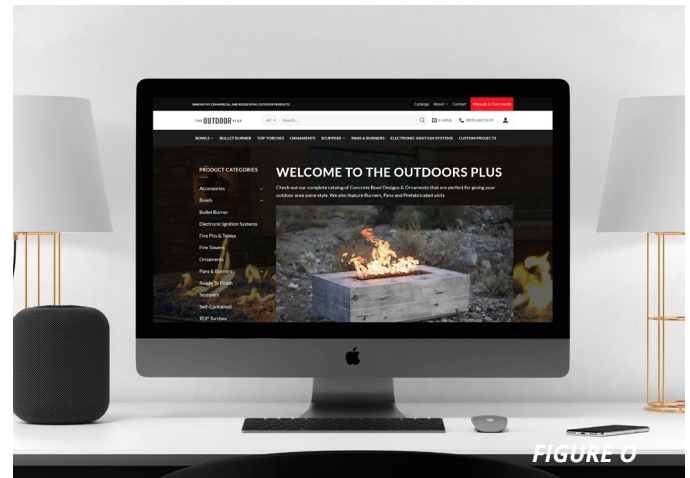 INNOVATIVE COMMERCIAL AND RESIDENTIAL OUTDOOR PRODUCTS
Catalogs About Contact Manuals & Documents
THE OUTDOOR PLUS All Search... E-MAIL (909) 460 5579
BOWLS BULLET BURNER TOP TORCHES ORNAMENTS SCUPPERS PANS & BURNERS ELECTRONIC IGNITION SYSTEMS CUSTOM PROJECTS
PRODUCT CATEGORIES
Accessories
Bowls
Bullet Burner
Electronic Ignition Systems
Fire Pits & Tables
Fire Towers
Ornaments
Pans & Burners
Ready To Finish
Scuppers
Self-Contained
TOP Torches
WELCOME TO THE OUTDOORS PLUS
Check out our complete catalog of Concrete Bowl Designs & Ornaments that are perfect for giving your
outdoor area some style. We also feature Burners, Pans and Prefabricated units
FIGURE O